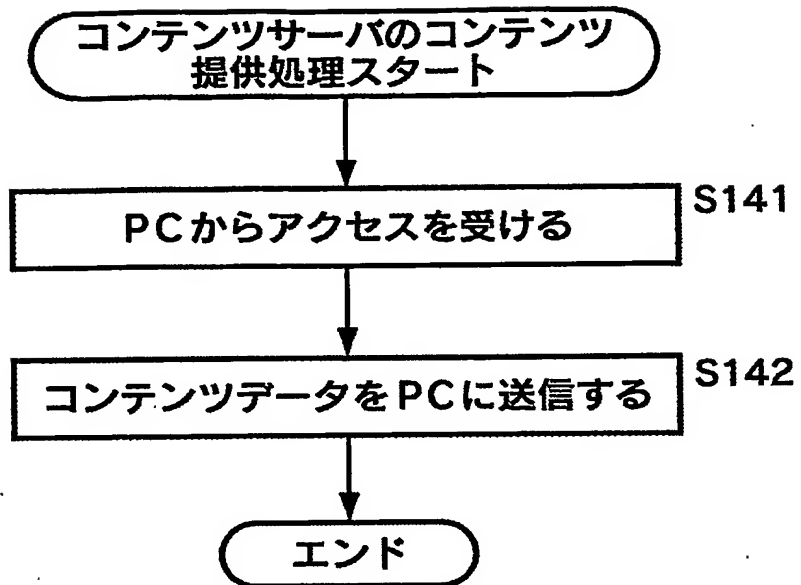 コンテンツサーバのコンテンツ
提供処理スタート
PCからアクセスを受ける
S141
コンテンツデータをPCに送信する
S142
エンド